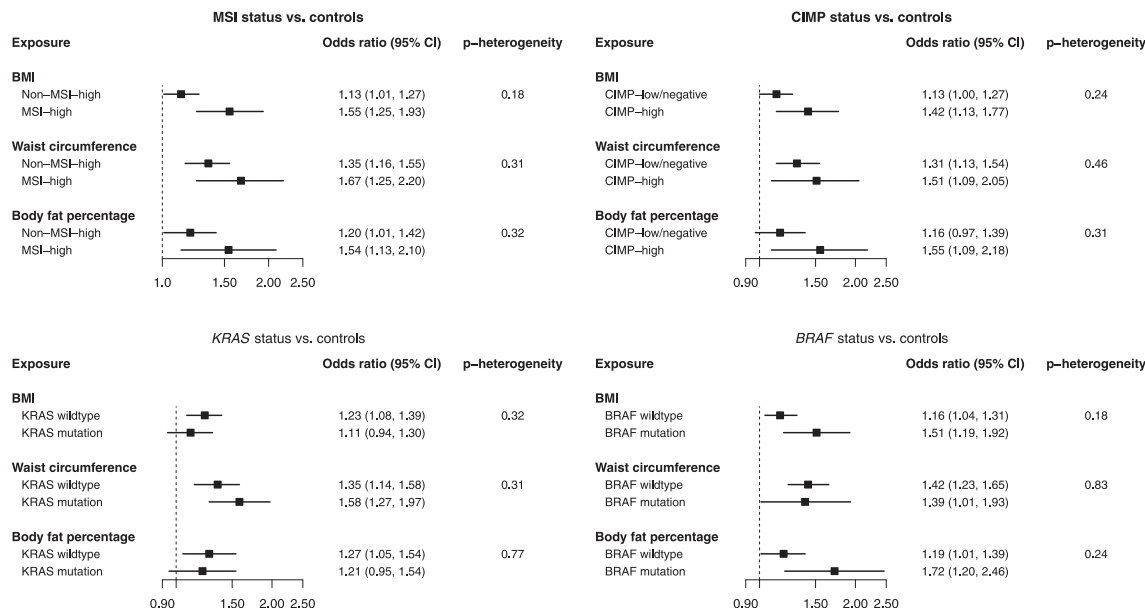 MSI status vs. controls
Exposure Odds ratio (95% CI) p−heterogeneity
BMI
Non−MSI−high 1.13 (1.01, 1.27) 0.18
MSI−high 1.55 (1.25, 1.93)
Waist circumference
Non−MSI−high 1.35 (1.16, 1.55) 0.31
MSI−high 1.67 (1.25, 2.20)
Body fat percentage
Non−MSI−high 1.20 (1.01, 1.42) 0.32
MSI−high 1.54 (1.13, 2.10)
1.0 1.50 2.00 2.50
CIMP status vs. controls
Exposure Odds ratio (95% CI) p−heterogeneity
BMI
CIMP−low/negative 1.13 (1.00, 1.27) 0.24
CIMP−high 1.42 (1.13, 1.77)
Waist circumference
CIMP−low/negative 1.31 (1.13, 1.54) 0.46
CIMP−high 1.51 (1.09, 2.05)
Body fat percentage
CIMP−low/negative 1.16 (0.97, 1.39) 0.31
CIMP−high 1.55 (1.09, 2.18)
0.90 1.50 2.00 2.50
KRAS status vs. controls
Exposure Odds ratio (95% CI) p−heterogeneity
BMI
KRAS wildtype 1.23 (1.08, 1.39) 0.32
KRAS mutation 1.11 (0.94, 1.30)
Waist circumference
KRAS wildtype 1.35 (1.14, 1.58) 0.31
KRAS mutation 1.58 (1.27, 1.97)
Body fat percentage
KRAS wildtype 1.27 (1.05, 1.54) 0.77
KRAS mutation 1.21 (0.95, 1.54)
0.90 1.50 2.00 2.50
BRAF status vs. controls
Exposure Odds ratio (95% CI) p−heterogeneity
BMI
BRAF wildtype 1.16 (1.04, 1.31) 0.18
BRAF mutation 1.51 (1.19, 1.92)
Waist circumference
BRAF wildtype 1.42 (1.23, 1.65) 0.83
BRAF mutation 1.39 (1.01, 1.93)
Body fat percentage
BRAF wildtype 1.19 (1.01, 1.39) 0.24
BRAF mutation 1.72 (1.20, 2.46)
0.90 1.50 2.00 2.50